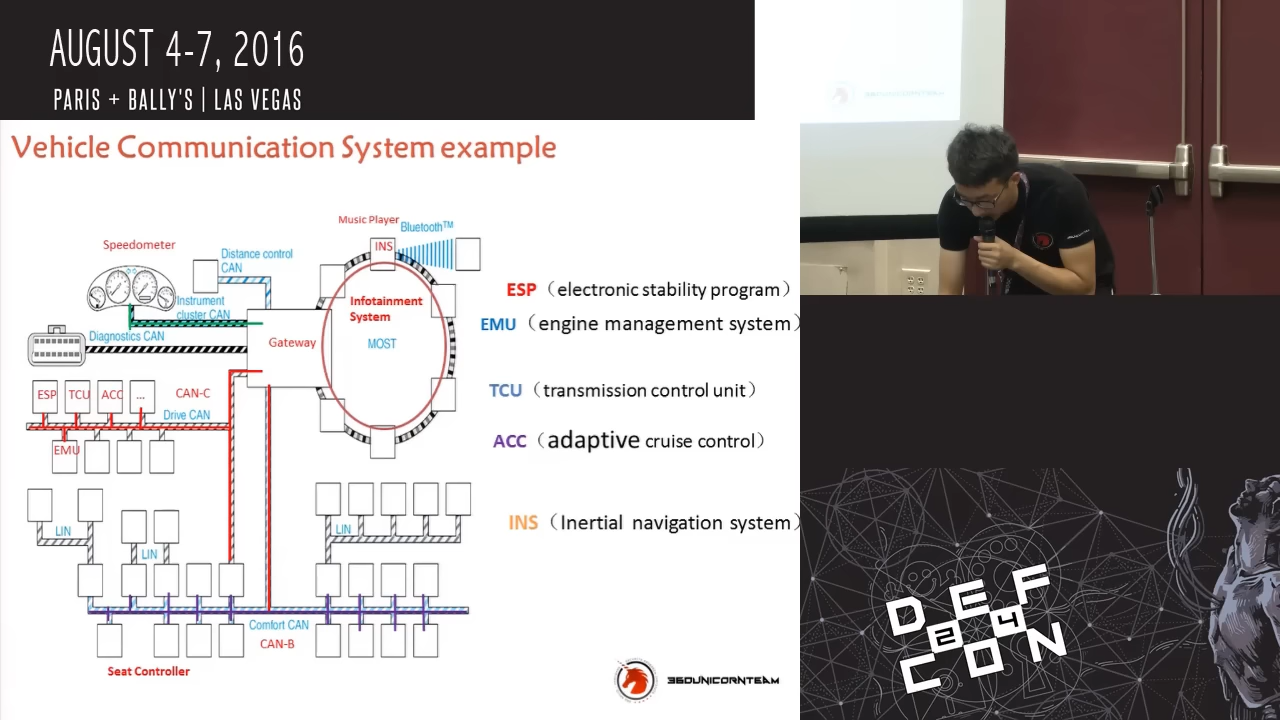 AUGUST 4-7, 2016
PARIS + BALLY'S | LAS VEGAS
Vehicle Communication System example
Music Player
Bluetooth™
INS
Speedometer
Distance control
CAN
Instrument
cluster CAN
Infotainment
System
Diagnostics CAN
Gateway
MOST
ESP
TCU
ACC
...
CAN-C
Drive CAN
EMU
LIN
LIN
LIN
Comfort CAN
CAN-B
Seat Controller
ESP（electronic stability program）
EMU（engine management system）
TCU（transmission control unit）
ACC（adaptive cruise control）
INS（Inertial navigation system）
360UNICORNTEAM
360UNICORNTEAM
DEF
24
CON